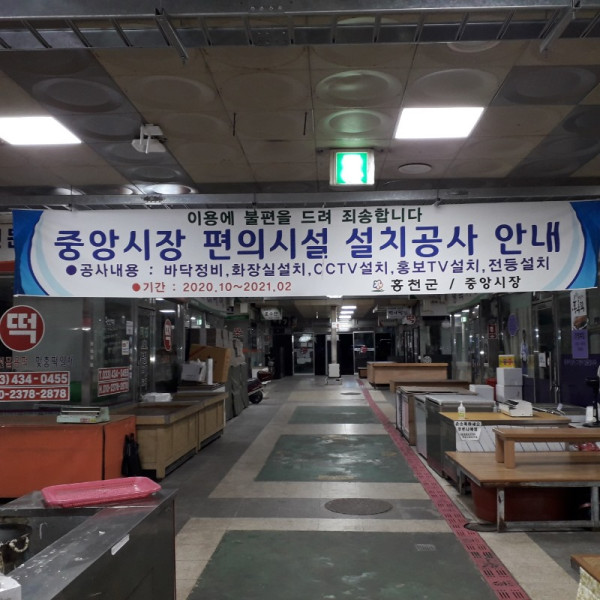 이용에 불편을 드려 죄송합니다
중앙시장 편의시설 설치공사 안내
●공사내용 : 바닥정비,화장실설치,CCTV설치,홍보TV설치,전등설치
●기간 : 2020.10~2021.02
홍천군 / 중앙시장
떡
3)434-0455
0-2378-2878